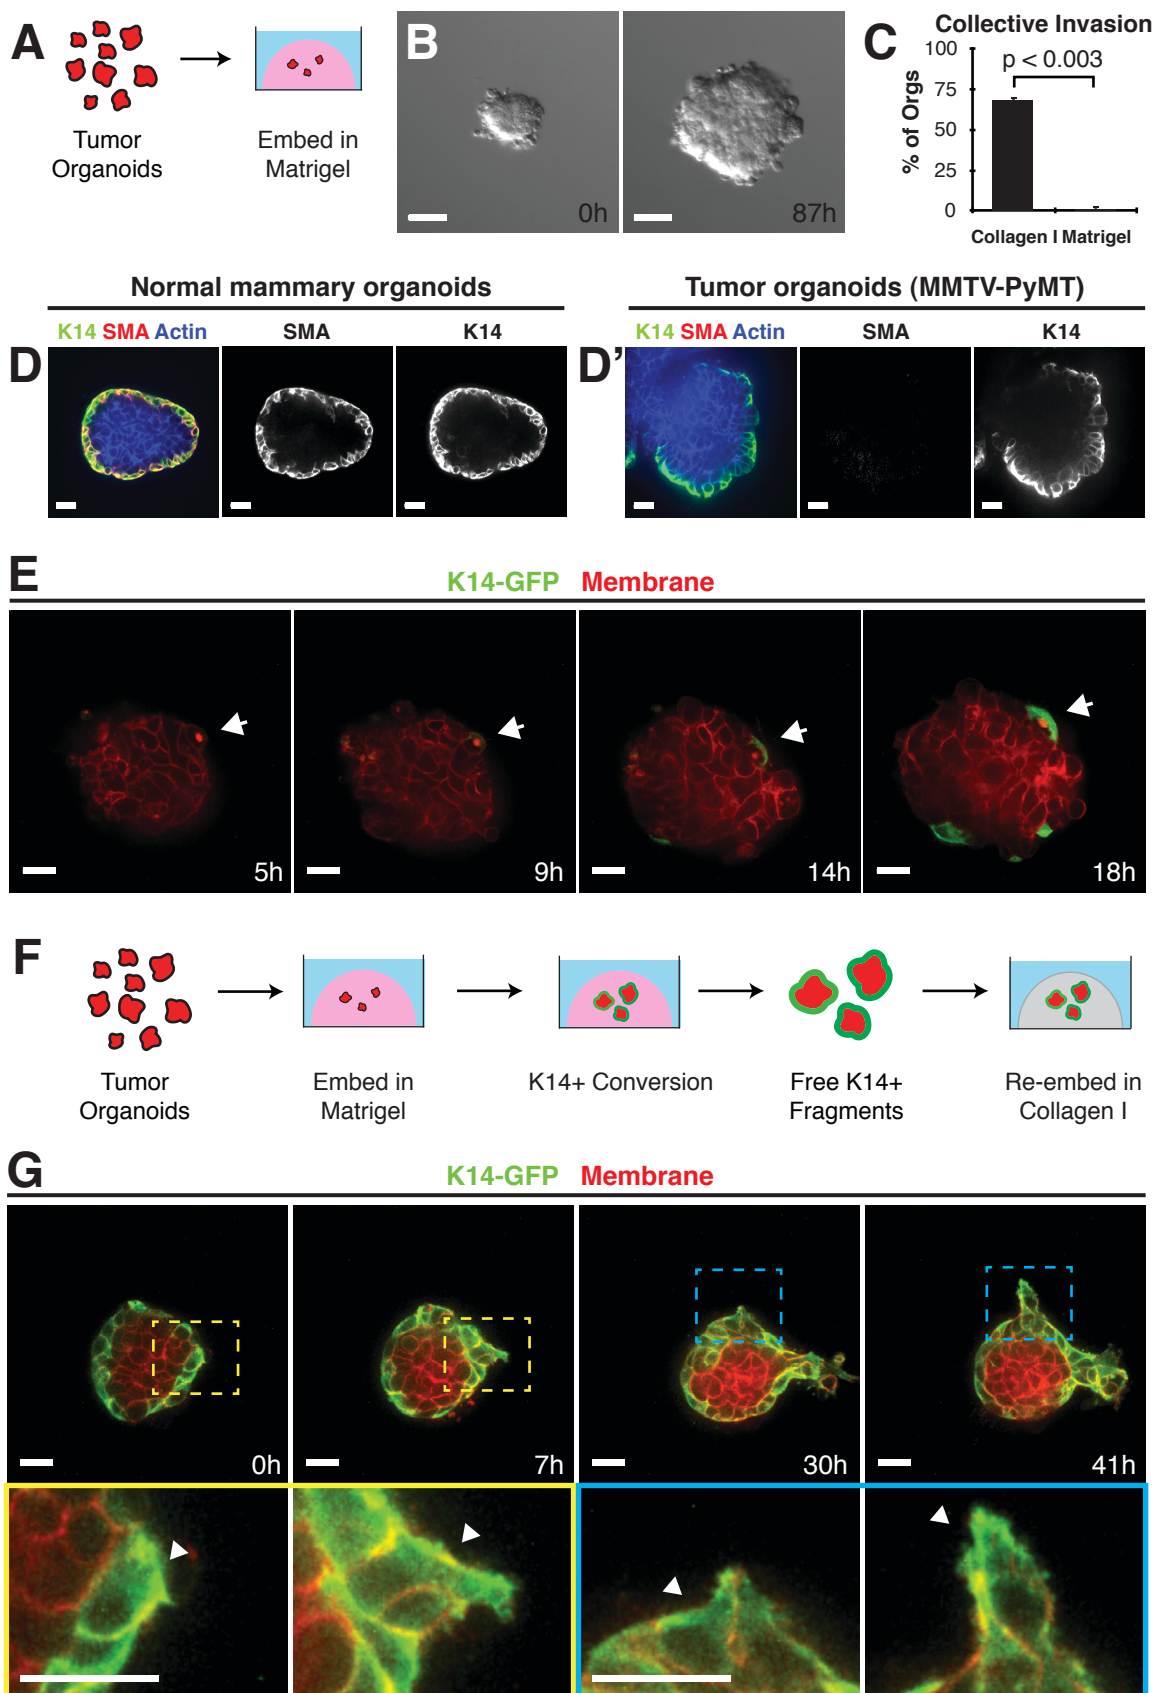 A
Tumor
Organoids
Embed in
Matrigel
B
0h
87h
C
Collective Invasion
p < 0.003
% of Orgs
100
75
50
25
0
Collagen I Matrigel
Normal mammary organoids
Tumor organoids (MMTV-PyMT)
D
K14 SMA Actin
SMA
K14
D’
K14 SMA Actin
SMA
K14
E
K14-GFP Membrane
5h
9h
14h
18h
F
Tumor
Organoids
Embed in
Matrigel
K14+ Conversion
Free K14+
Fragments
Re-embed in
Collagen I
G
K14-GFP Membrane
0h
7h
30h
41h